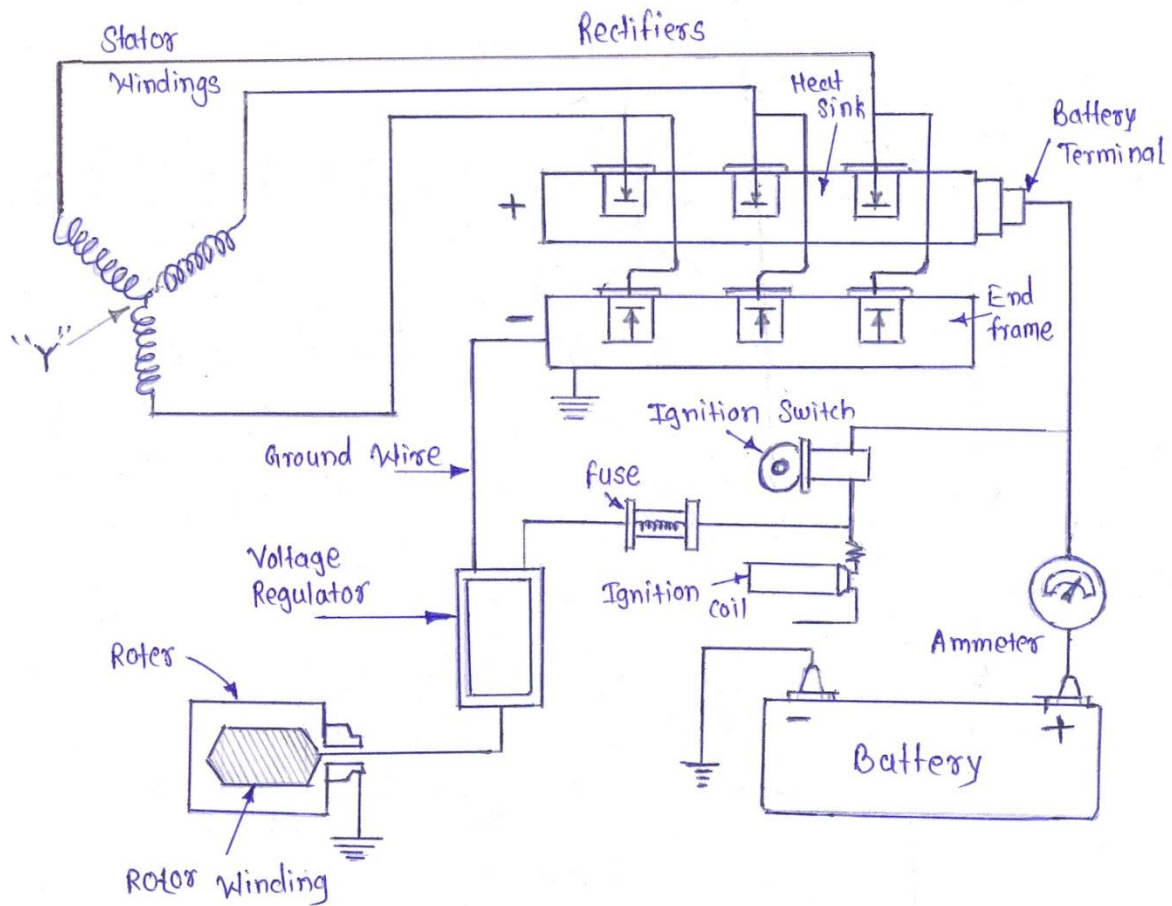 Stator
Windings
Rectifiers
Heat
Sink
Battery
Terminal
+
-
End
frame
"Y"
Ignition Switch
Ground Wire
fuse
Voltage
Regulator
Ignition
Coil
Ammeter
Roter
-
+
Battery
Rotor Winding